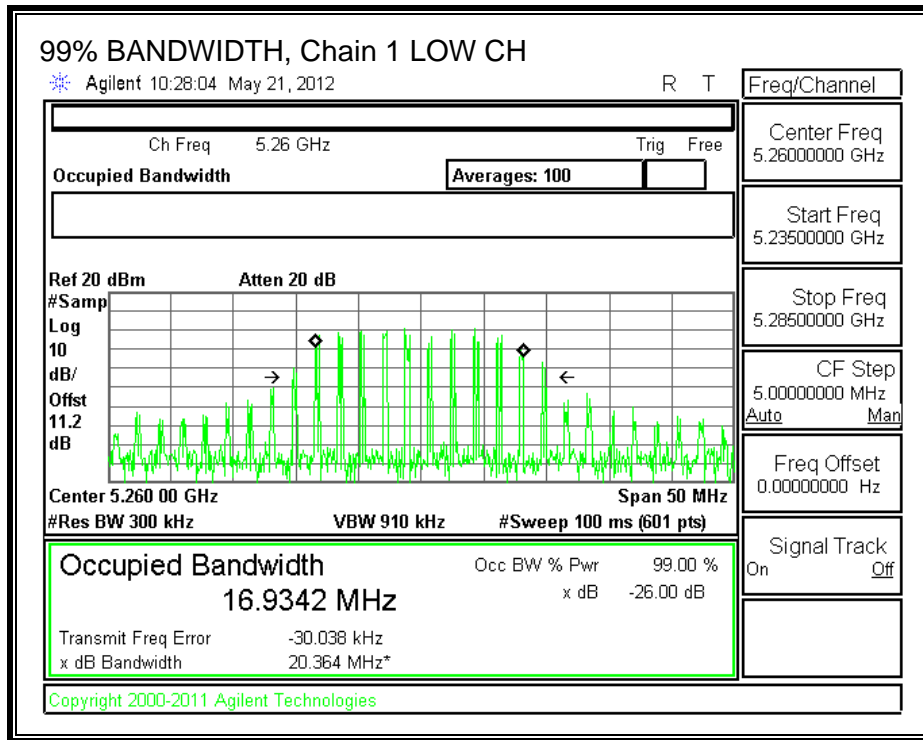 99% BANDWIDTH, Chain 1 LOW CH
Agilent 10:28:04 May 21, 2012 R T
Freq/Channel
Ch Freq 5.26 GHz Trig Free
Occupied Bandwidth Averages: 100
Center Freq
5.26000000 GHz
Start Freq
5.23500000 GHz
Stop Freq
5.28500000 GHz
CF Step
5.00000000 MHz
Auto Man
Freq Offset
0.00000000 Hz
Signal Track
On Off
Ref 20 dBm Atten 20 dB
#Samp
Log
10
dB/
Offst
11.2
dB
Center 5.260 00 GHz Span 50 MHz
#Res BW 300 kHz VBW 910 kHz #Sweep 100 ms (601 pts)
Occupied Bandwidth Occ BW % Pwr 99.00 %
16.9342 MHz x dB -26.00 dB
Transmit Freq Error -30.038 kHz
x dB Bandwidth 20.364 MHz*
Copyright 2000-2011 Agilent Technologies